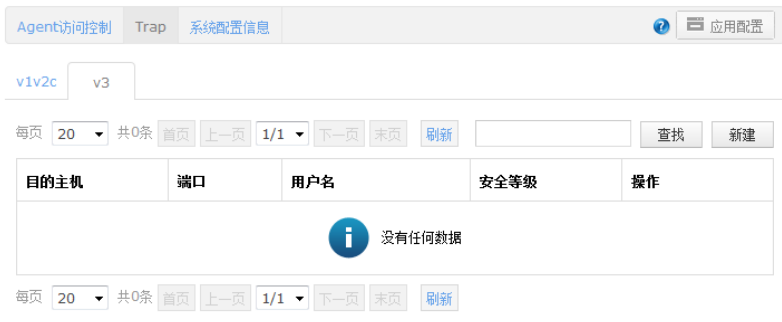 Agent访问控制 Trap 系统配置信息 ? 应用配置
v1v2c v3
每页 20 共0条 首页 上一页 1/1 下一页 末页 刷新 查找 新建
目的主机 端口 用户名 安全等级 操作
i 没有任何数据
每页 20 共0条 首页 上一页 1/1 下一页 末页 刷新